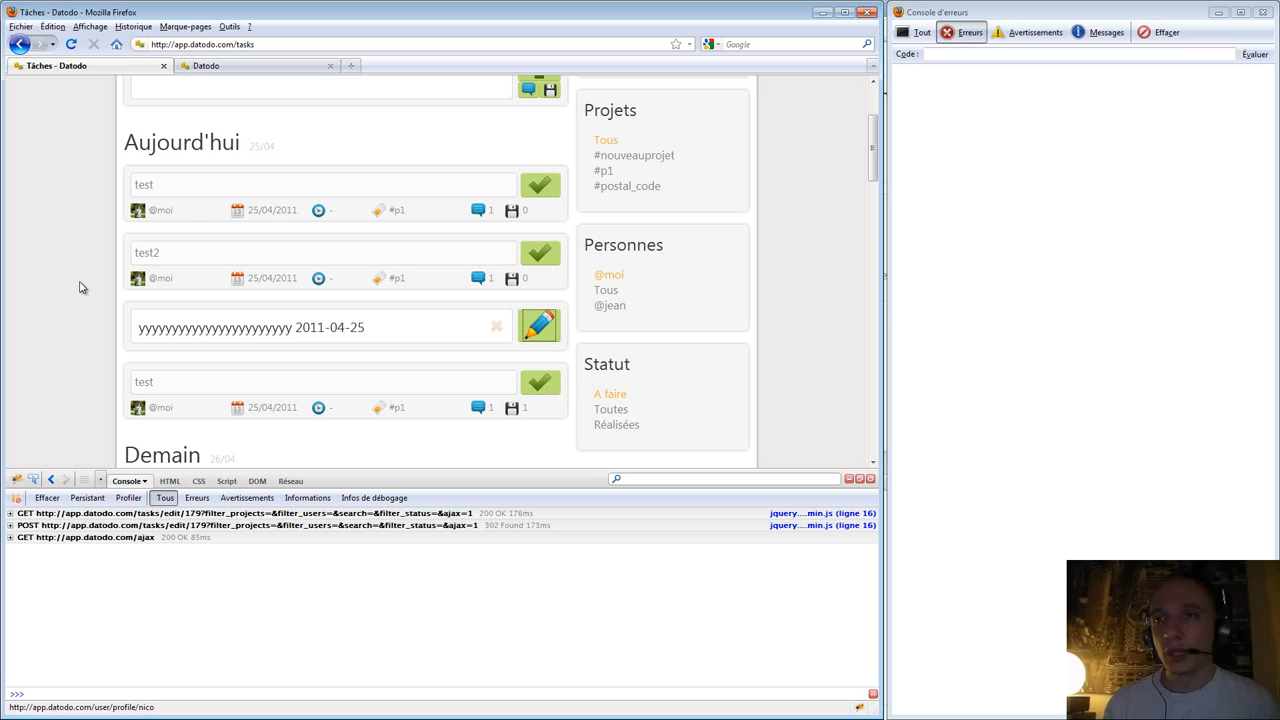 Tâches - Datodo - Mozilla Firefox
Fichier Édition Affichage Historique Marque-pages Outils ?
http://app.datodo.com/tasks
Google
Tâches - Datodo
Datodo
Aujourd'hui 25/04
test
@moi 25/04/2011 - #p1 1 0
test2
@moi 25/04/2011 - #p1 1 0
yyyyyyyyyyyyyyyyyyyyyyy 2011-04-25
test
@moi 25/04/2011 - #p1 1 1
Demain 26/04
Projets
Tous
#nouveauprojet
#p1
#postal_code
Personnes
@moi
Tous
@jean
Statut
A faire
Toutes
Réalisées
Console HTML CSS Script DOM Réseau
Effacer Persistant Profiler Tous Erreurs Avertissements Informations Infos de débogage
GET http://app.datodo.com/tasks/edit/179?filter_projects=&filter_users=&search=&filter_status=&ajax=1 200 OK 176ms jquery....min.js (ligne 16)
POST http://app.datodo.com/tasks/edit/179?filter_projects=&filter_users=&search=&filter_status=&ajax=1 302 Found 173ms jquery....min.js (ligne 16)
GET http://app.datodo.com/ajax 200 OK 85ms
>>>
http://app.datodo.com/user/profile/nico
Console d'erreurs
Tout Erreurs Avertissements Messages Effacer
Code : Évaluer